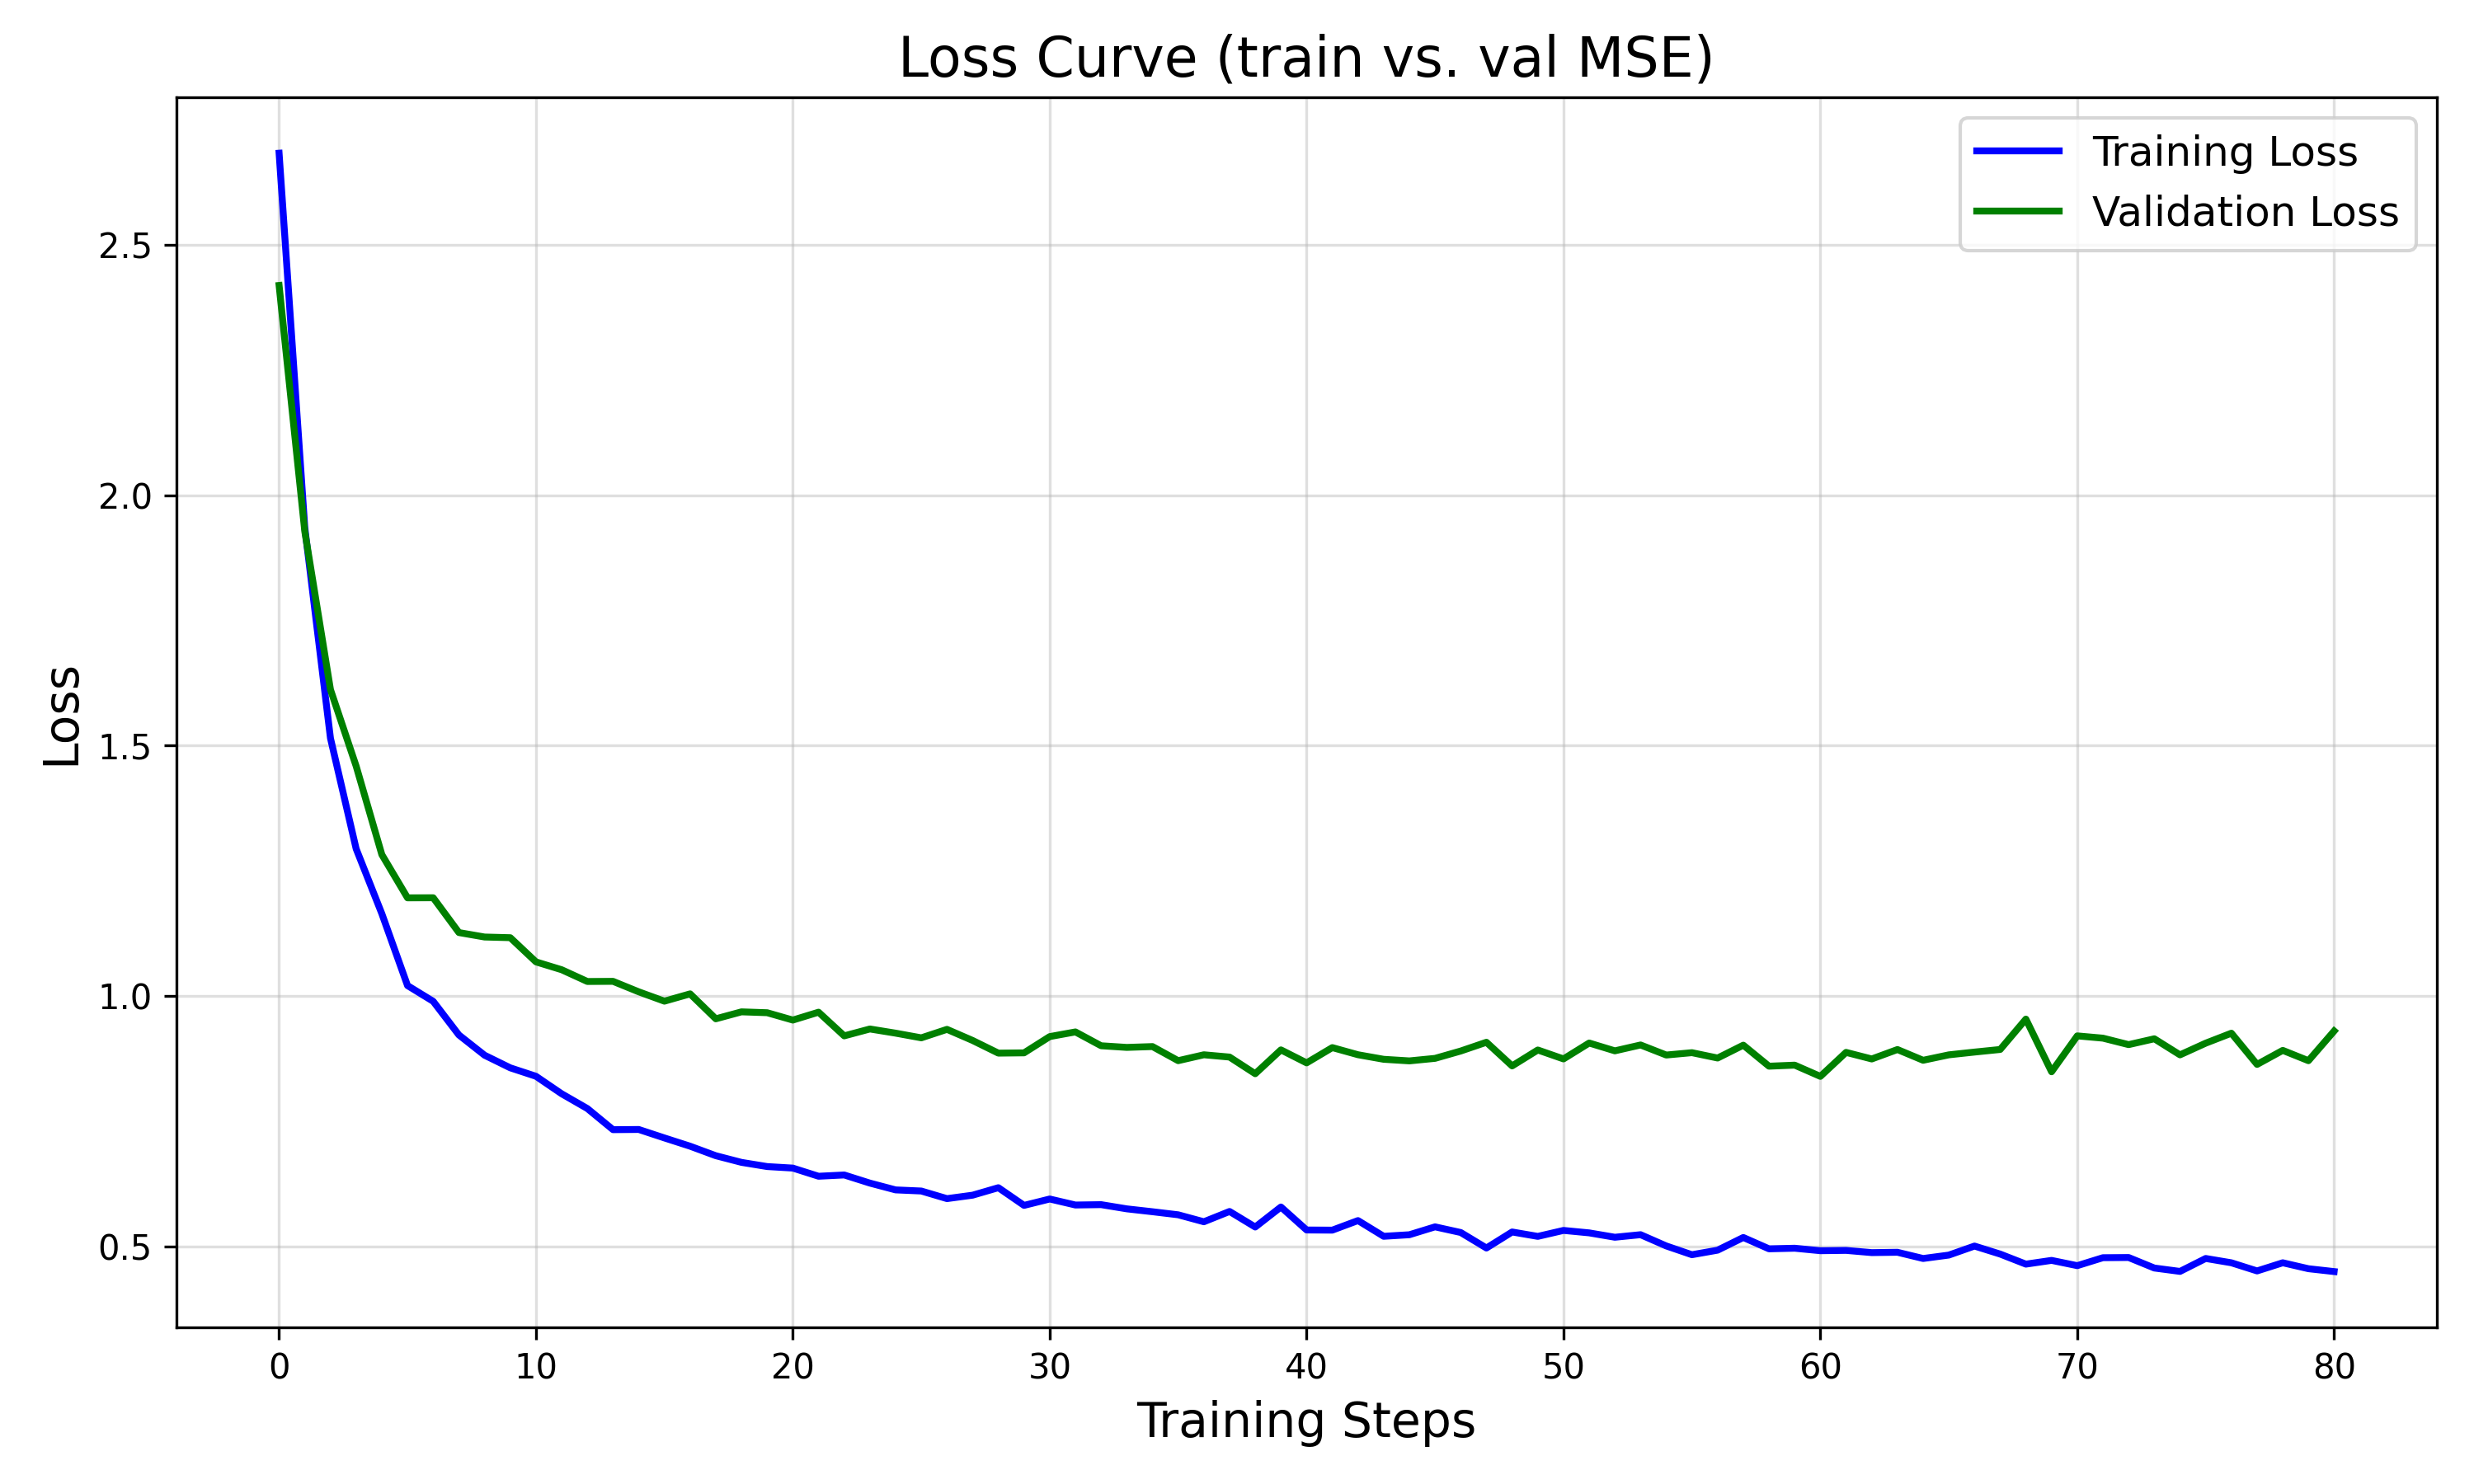 Loss Curve (train vs. val MSE)
Training Loss
Validation Loss
2.5
2.0
1.5
1.0
0.5
Loss
0 10 20 30 40 50 60 70 80
Training Steps